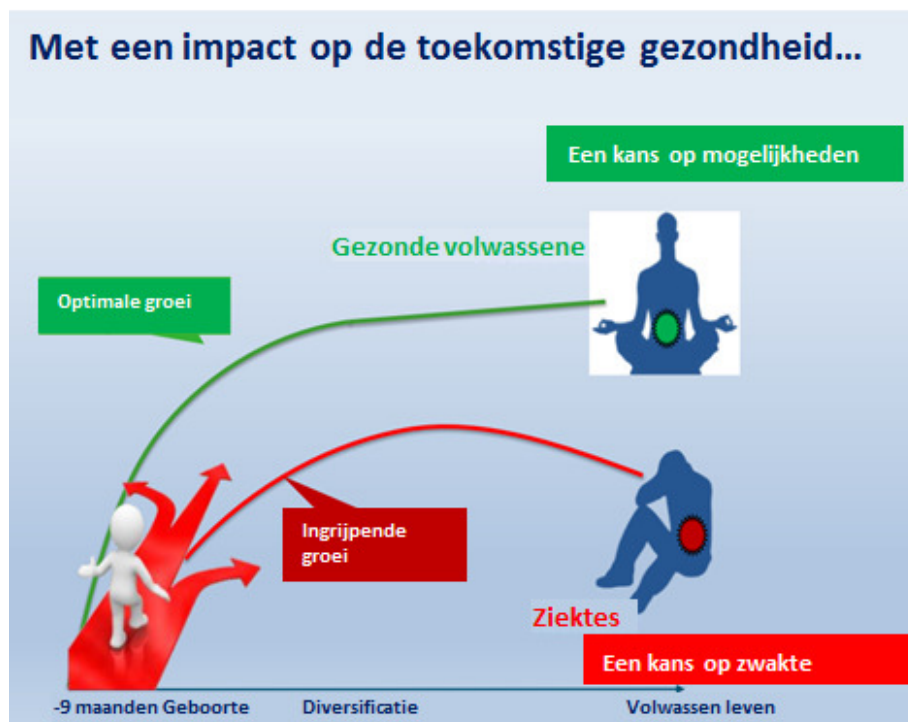 Met een impact op de toekomstige gezondheid...
Een kans op mogelijkheden
Gezonde volwassene
Optimale groei
Ingrijpende
groei
Ziektes
Een kans op zwakte
-9 maanden Geboorte
Diversificatie
Volwassen leven